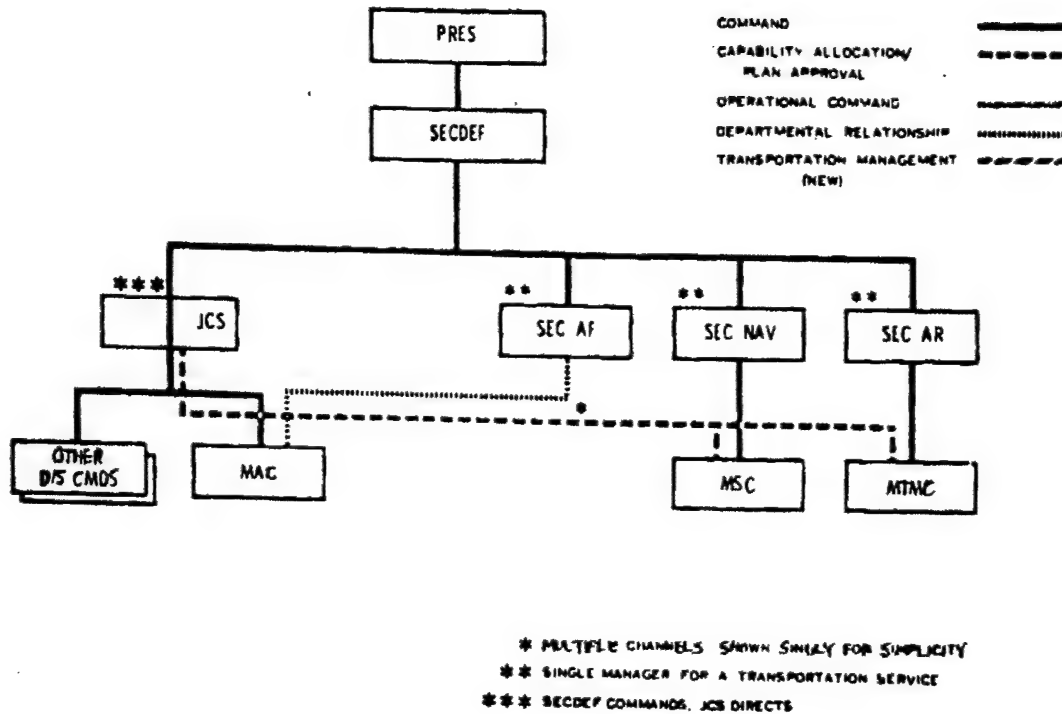 PRES
SECDEF
COMMAND
CAPABILITY ALLOCATION/
PLAN APPROVAL
OPERATIONAL COMMAND
DEPARTMENTAL RELATIONSHIP
TRANSPORTATION MANAGEMENT
(NEW)
***
JCS
**
SEC AF
**
SEC NAV
**
SEC AR
*
OTHER
D/S CMDS
MAC
MSC
MTMC
* MULTIPLE CHANNELS SHOWN SINGLY FOR SIMPLICITY
** SINGLE MANAGER FOR A TRANSPORTATION SERVICE
*** SECDEF COMMANDS, JCS DIRECTS